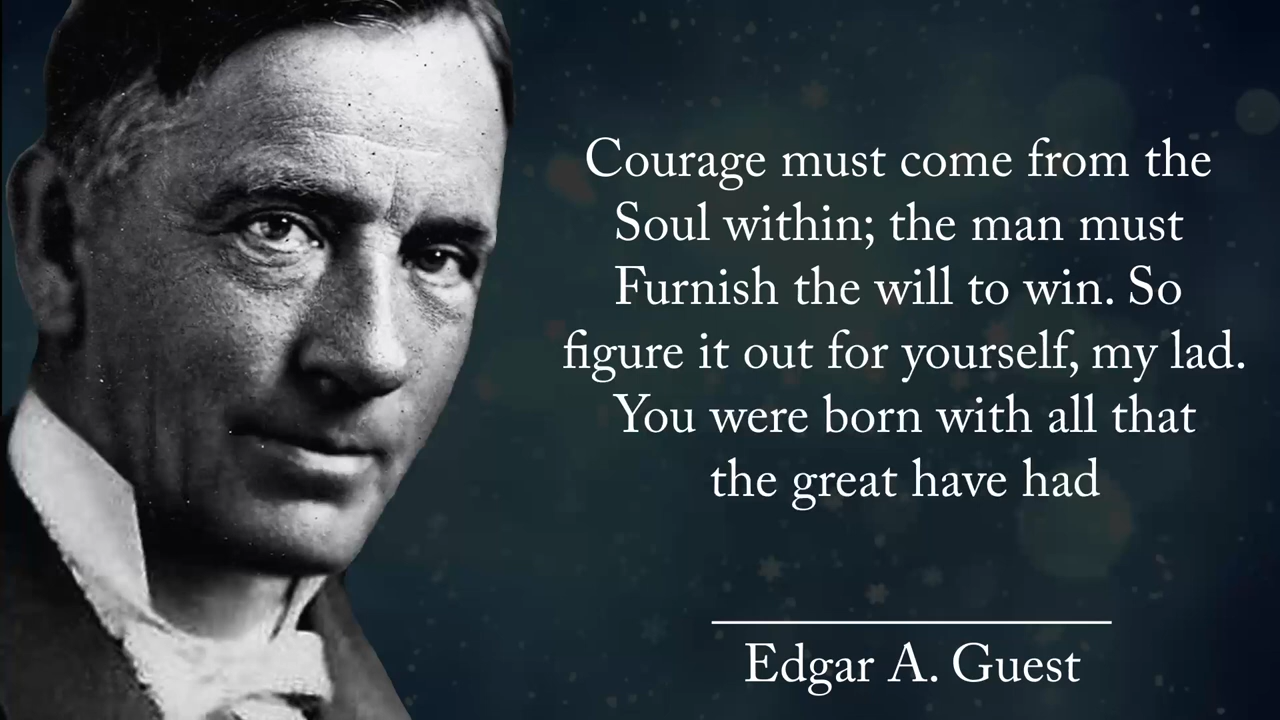 Courage must come from the
Soul within; the man must
Furnish the will to win. So
figure it out for yourself, my lad.
You were born with all that
the great have had
Edgar A. Guest